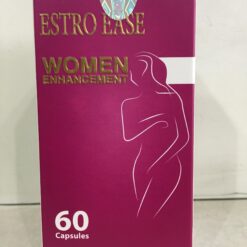 ESTRO EASE
WOMEN
ENHANCEMENT
60
Capsules